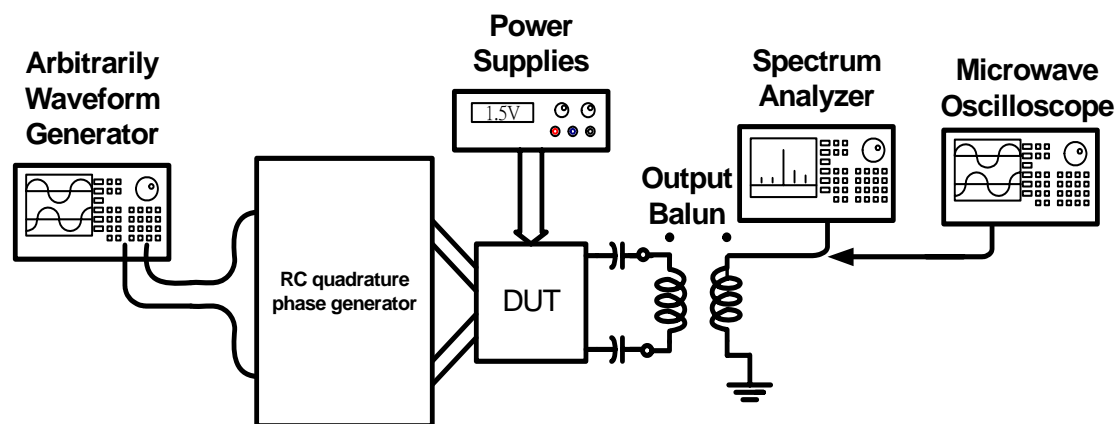 Arbitrarily
Waveform
Generator
Power
Supplies
1.5V
Spectrum
Analyzer
Microwave
Oscilloscope
Output
Balun
RC quadrature
phase generator
DUT